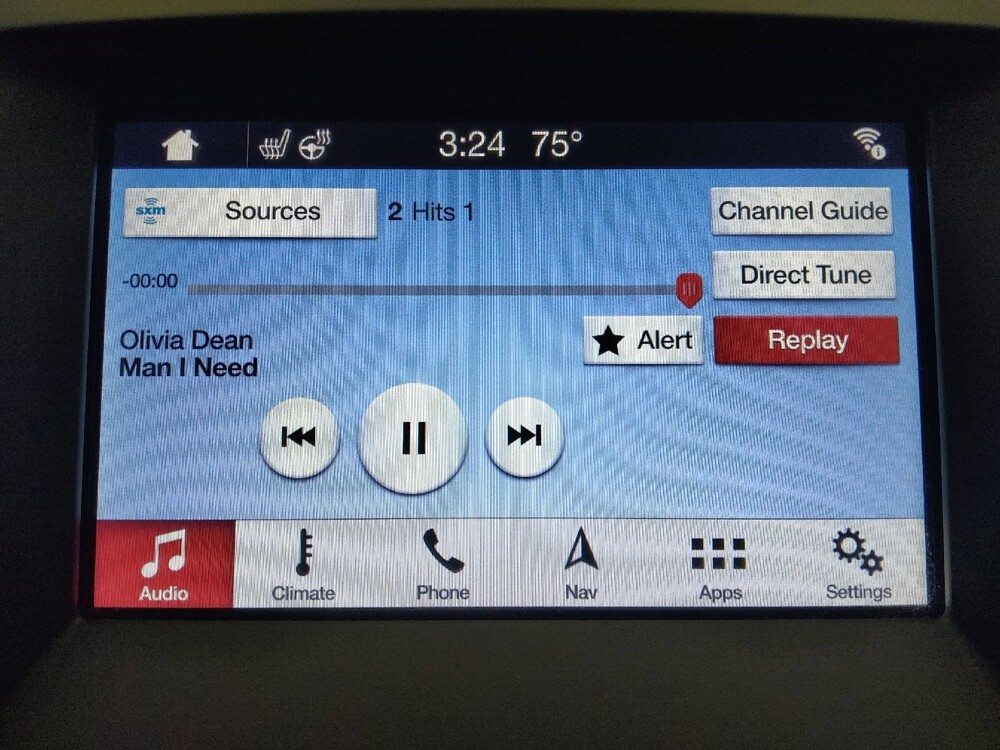 3:24 75°
sxm Sources 2 Hits 1 Channel Guide
-00:00 Direct Tune
Olivia Dean
Man I Need
Alert Replay
Audio Climate Phone Nav Apps Settings